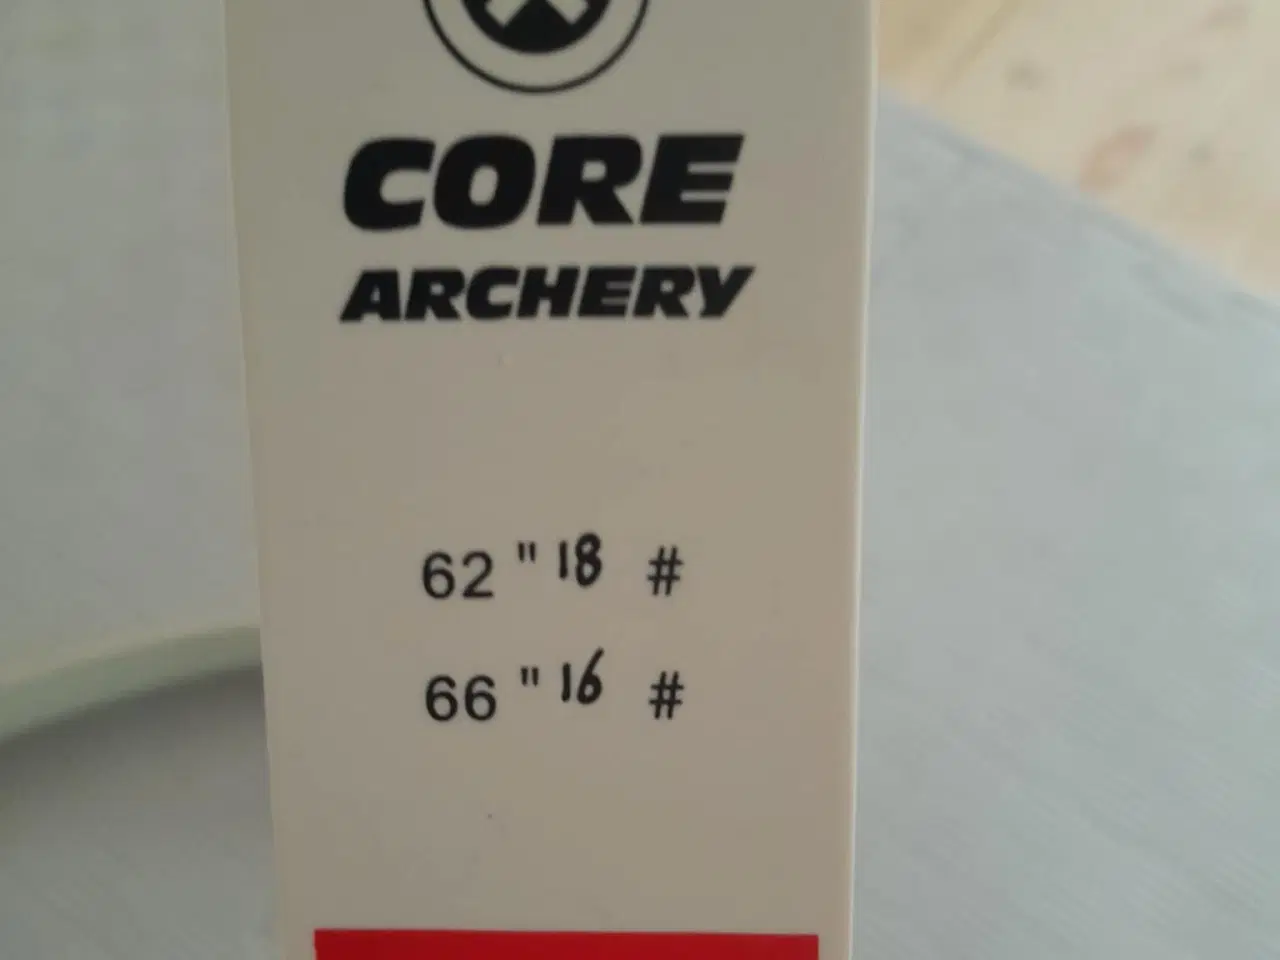 CORE
ARCHERY
62 " 18 #
66 " 16 #